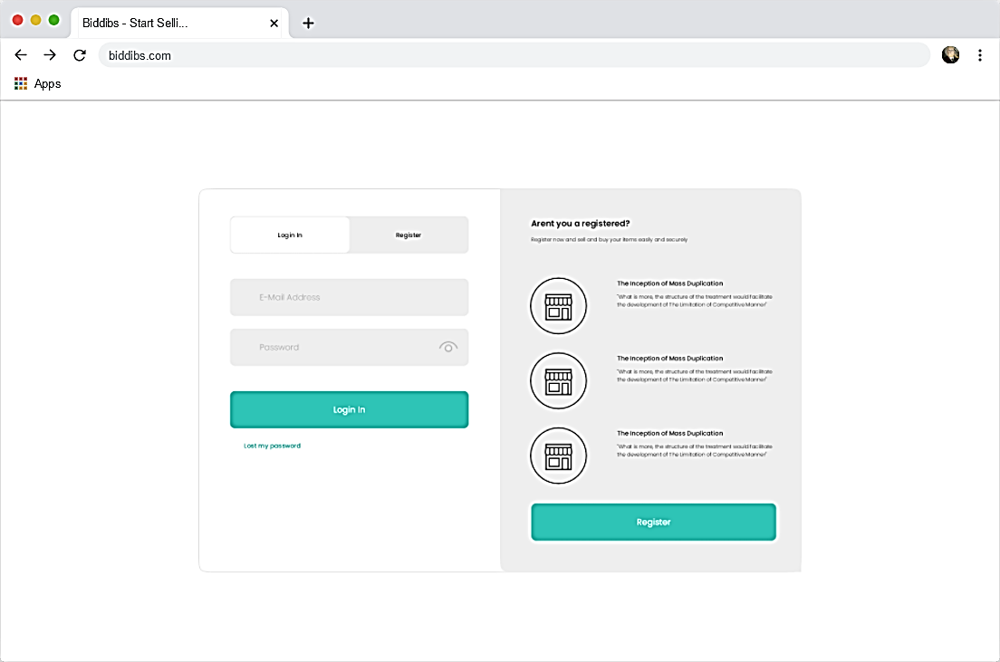 Biddibs - Start Selli...
biddibs.com
Apps
Login In
Register
E-Mail Address
Password
Login In
Lost my password
Arent you a registered?
Register now and sell and buy your items easily and securely
The Inception of Mass Duplication
"What is more, the structure of the treatment would facilitate
the development of The Limitation of Competitive Manner"
The Inception of Mass Duplication
"What is more, the structure of the treatment would facilitate
the development of The Limitation of Competitive Manner"
The Inception of Mass Duplication
"What is more, the structure of the treatment would facilitate
the development of The Limitation of Competitive Manner"
Register